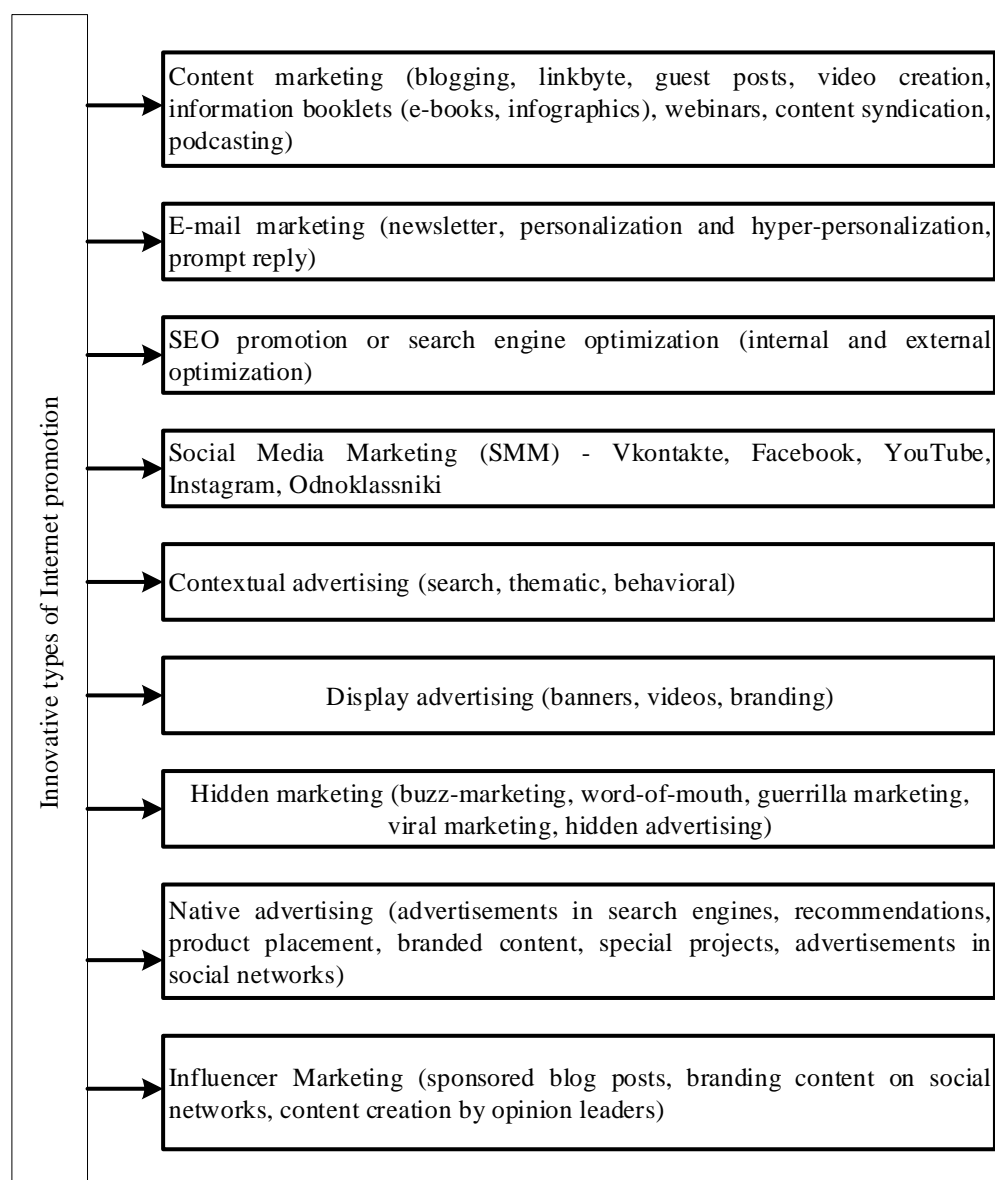 Innovative types of Internet promotion
Content marketing (blogging, linkbyte, guest posts, video creation,
information booklets (e-books, infographics), webinars, content syndication,
podcasting)
E-mail marketing (newsletter, personalization and hyper-personalization,
prompt reply)
SEO promotion or search engine optimization (internal and external
optimization)
Social Media Marketing (SMM) - Vkontakte, Facebook, YouTube,
Instagram, Odnoklassniki
Contextual advertising (search, thematic, behavioral)
Display advertising (banners, videos, branding)
Hidden marketing (buzz-marketing, word-of-mouth, guerrilla marketing,
viral marketing, hidden advertising)
Native advertising (advertisements in search engines, recommendations,
product placement, branded content, special projects, advertisements in
social networks)
Influencer Marketing (sponsored blog posts, branding content on social
networks, content creation by opinion leaders)